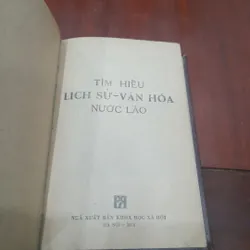 TÌM HIỂU
LỊCH SỬ - VĂN HÓA
NƯỚC LÀO
NHÀ XUẤT BẢN KHOA HỌC XÃ HỘI